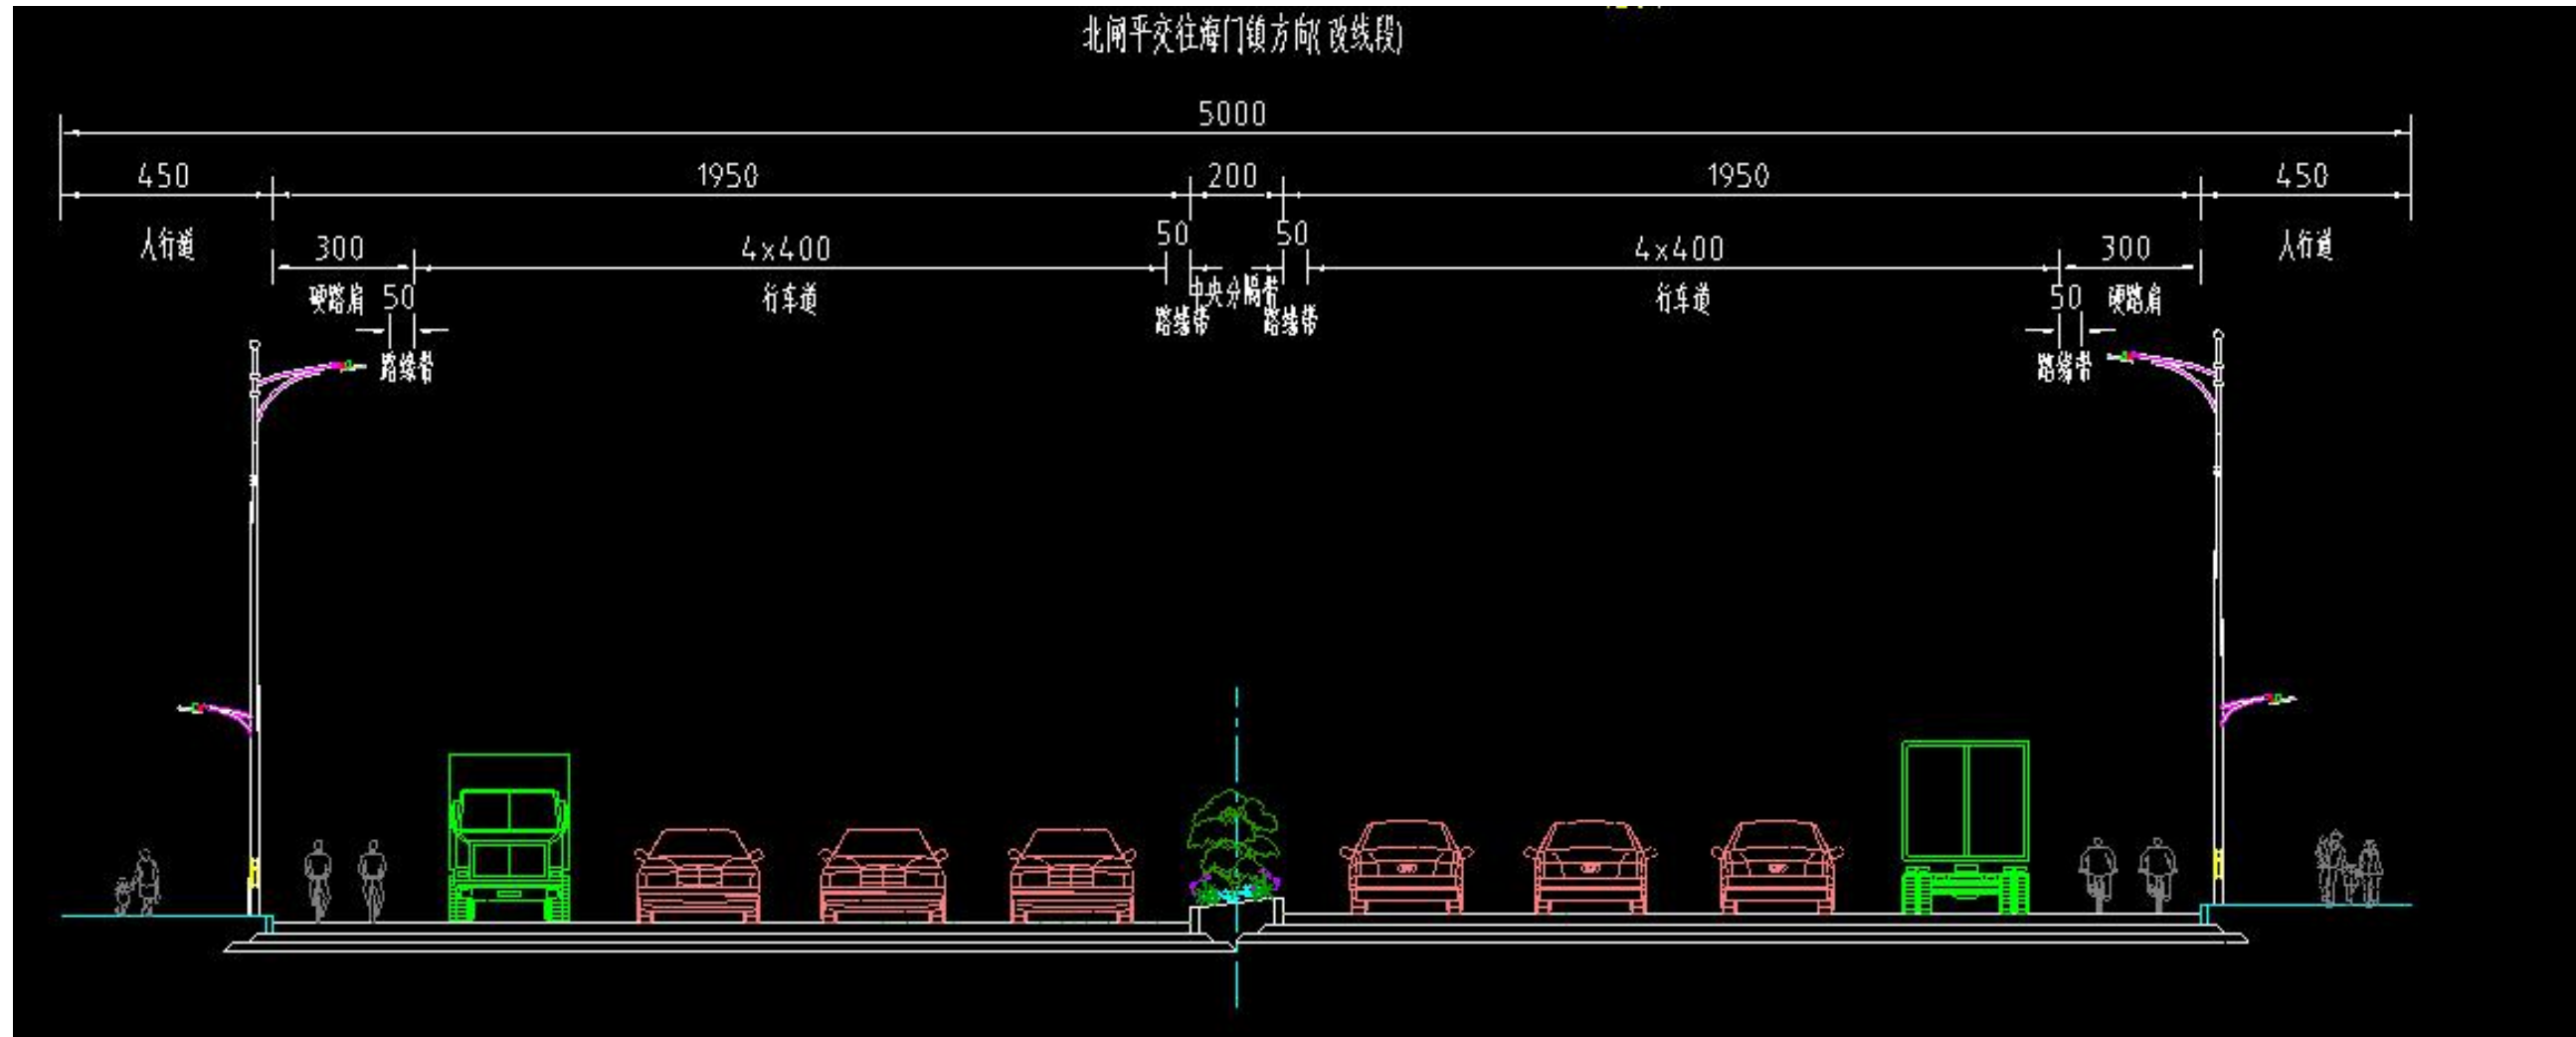 北闸平交往海门镇方向(改线段)
5000
450 1950 200 1950 450
人行道 50 50 人行道
300 4x400 4x400 300
硬路肩 50 行车道 中央分隔带 行车道 50 硬路肩
路缘带 路缘带
路缘带 路缘带